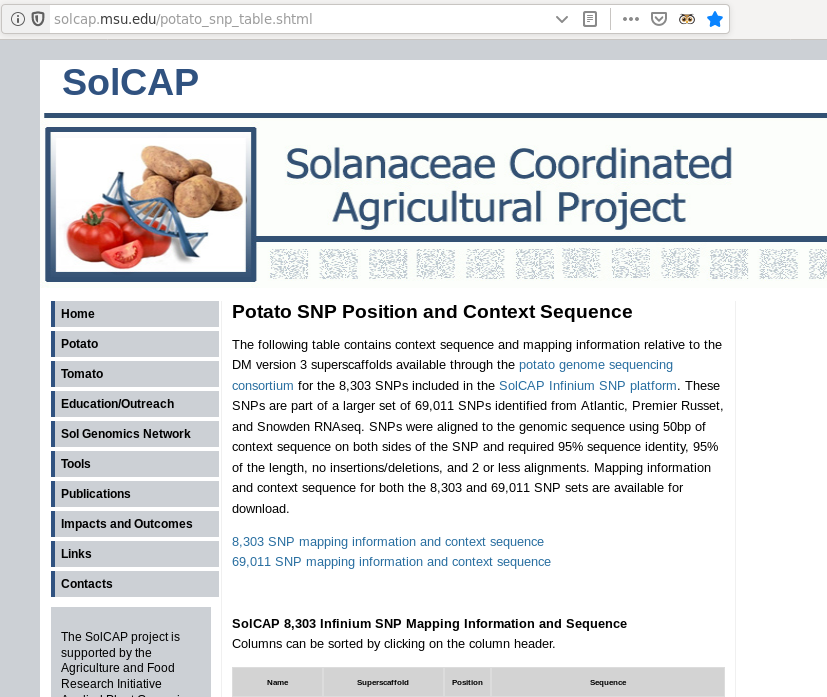 solcap.msu.edu/potato_snp_table.shtml
SolCAP
Solanaceae Coordinated
Agricultural Project
Home
Potato
Tomato
Education/Outreach
Sol Genomics Network
Tools
Publications
Impacts and Outcomes
Links
Contacts
The SolCAP project is
supported by the
Agriculture and Food
Research Initiative
Potato SNP Position and Context Sequence
The following table contains context sequence and mapping information relative to the
DM version 3 superscaffolds available through the potato genome sequencing
consortium for the 8,303 SNPs included in the SolCAP Infinium SNP platform. These
SNPs are part of a larger set of 69,011 SNPs identified from Atlantic, Premier Russet,
and Snowden RNAseq. SNPs were aligned to the genomic sequence using 50bp of
context sequence on both sides of the SNP and required 95% sequence identity, 95%
of the length, no insertions/deletions, and 2 or less alignments. Mapping information
and context sequence for both the 8,303 and 69,011 SNP sets are available for
download.
8,303 SNP mapping information and context sequence
69,011 SNP mapping information and context sequence
SolCAP 8,303 Infinium SNP Mapping Information and Sequence
Columns can be sorted by clicking on the column header.
Name Superscaffold Position Sequence